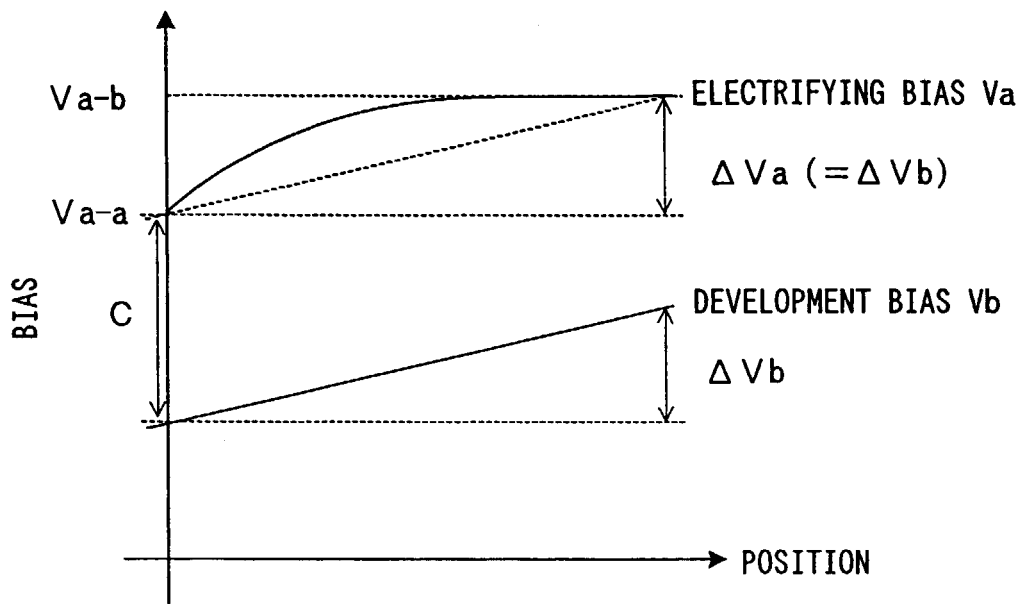 Va-b
ELECTRIFYING BIAS Va
ΔVa (=ΔVb)
Va-a
C
BIAS
DEVELOPMENT BIAS Vb
ΔVb
POSITION